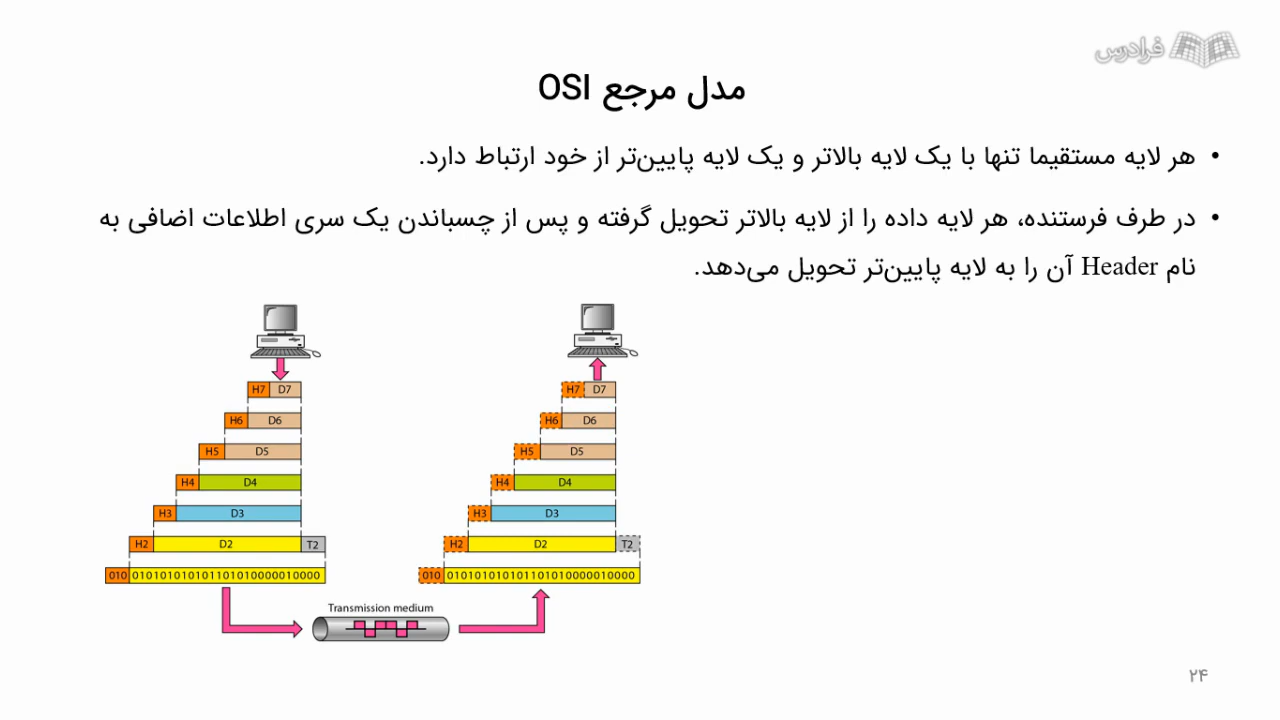 فرادرس
مدل مرجع OSI
• هر لایه مستقیما تنها با یک لایه بالاتر و یک لایه پایین‌تر از خود ارتباط دارد.
• در طرف فرستنده، هر لایه داده را از لایه بالاتر تحویل گرفته و پس از چسباندن یک سری اطلاعات اضافی به
نام Header آن را به لایه پایین‌تر تحویل می‌دهد.
H7 D7 H7 D7
H6 D6 H6 D6
H5 D5 H5 D5
H4 D4 H4 D4
H3 D3 H3 D3
H2 D2 T2 H2 D2 T2
010 010101010101101010000010000 010 010101010101101010000010000
Transmission medium
۲۴